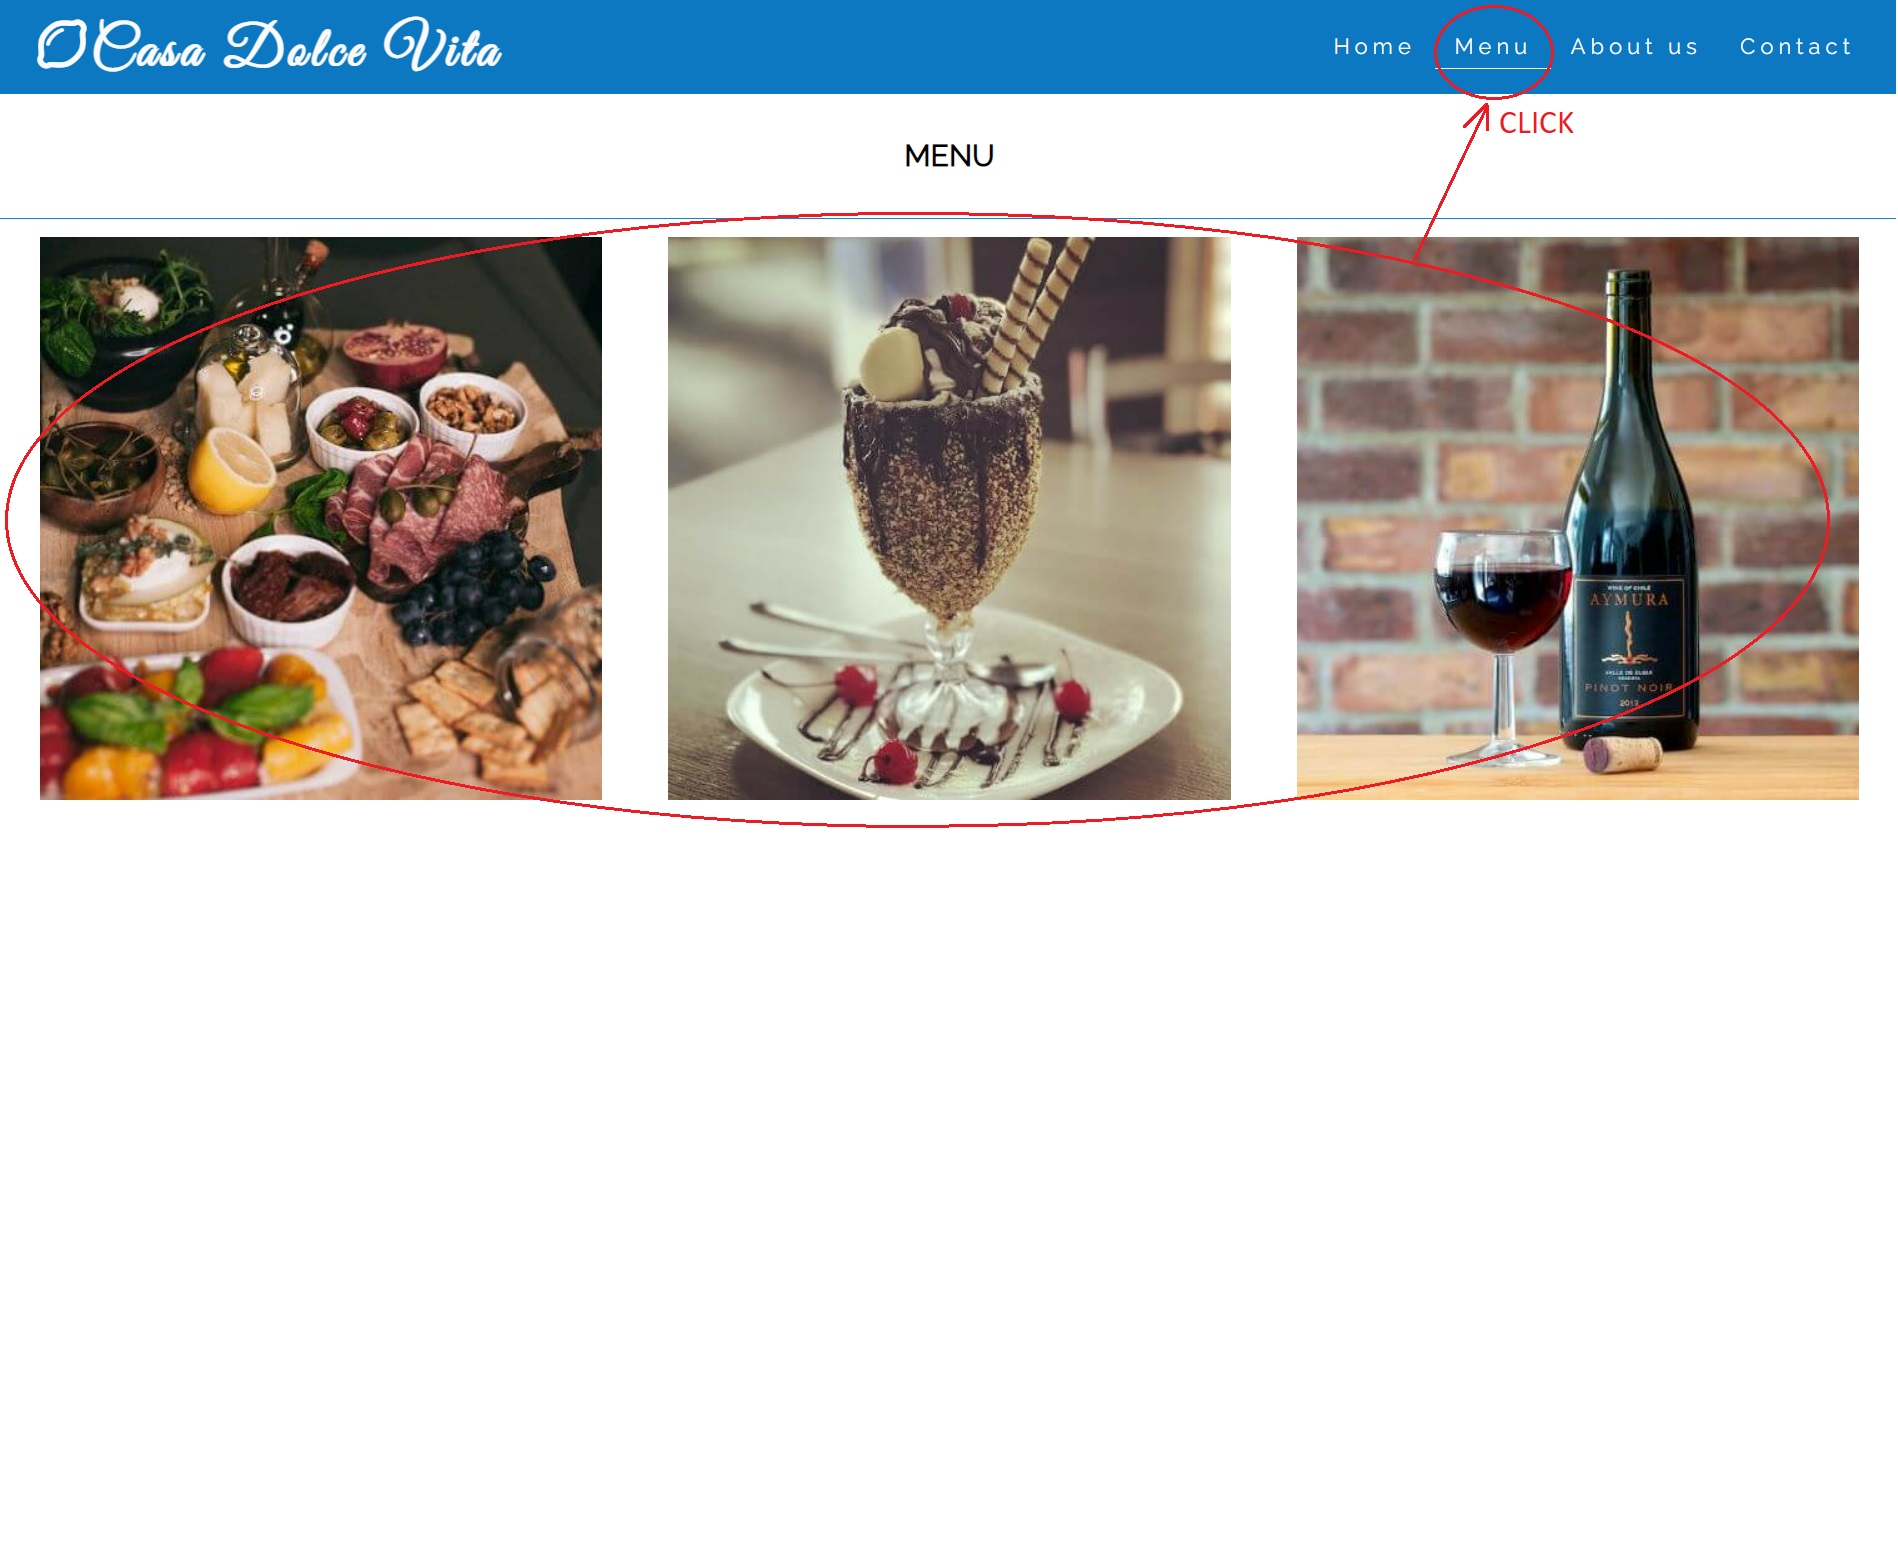 Casa Dolce Vita
Home Menu About us Contact
CLICK
MENU
WINE OF CHILE
AYMURA
VALLE DE ELQUI
RESERVA
PINOT NOIR
2013